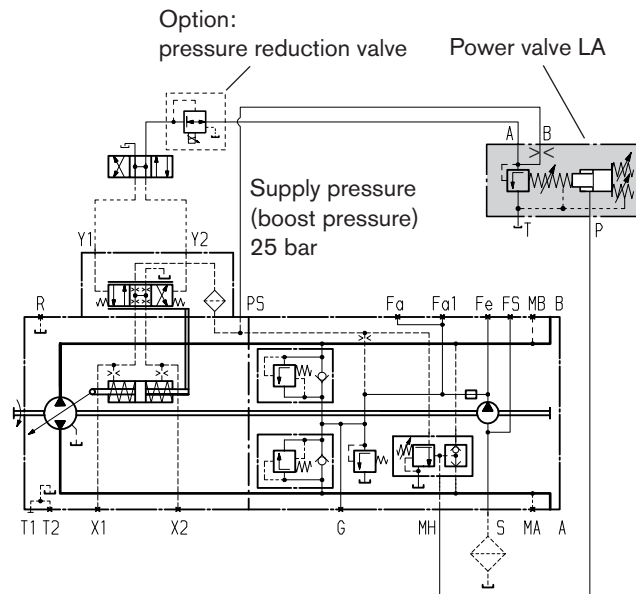 Option:
pressure reduction valve
Power valve LA
A B
Supply pressure
(boost pressure)
25 bar
T P
Y1 Y2
R PS Fa Fa1 Fe FS MB B
T1 T2 X1 X2 G MH S MA A